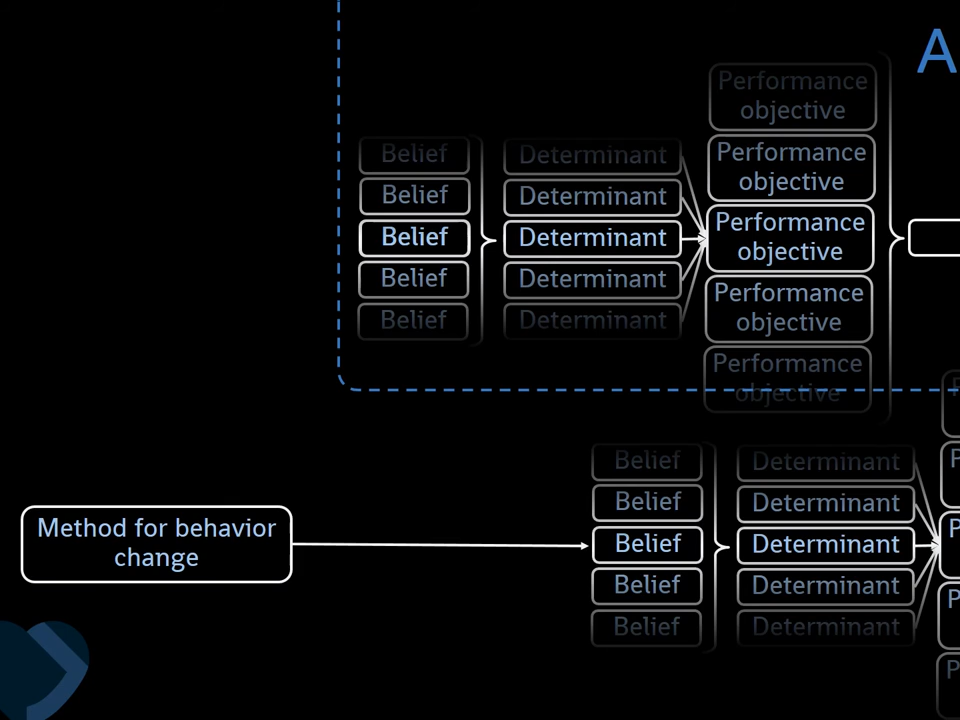 A
Performance
objective
Performance
objective
Performance
objective
Performance
objective
Performance
objective
Belief
Belief
Belief
Belief
Belief
Determinant
Determinant
Determinant
Determinant
Determinant
Method for behavior
change
Belief
Belief
Belief
Belief
Belief
Determinant
Determinant
Determinant
Determinant
Determinant
P
P
P
P